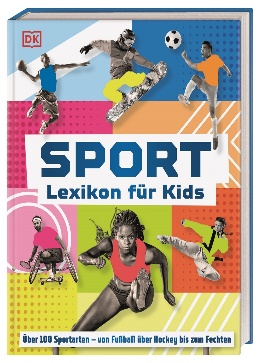 DK
SPORT
Lexikon für Kids
Über 100 Sportarten – von Fußball über Hockey bis zum Fechten